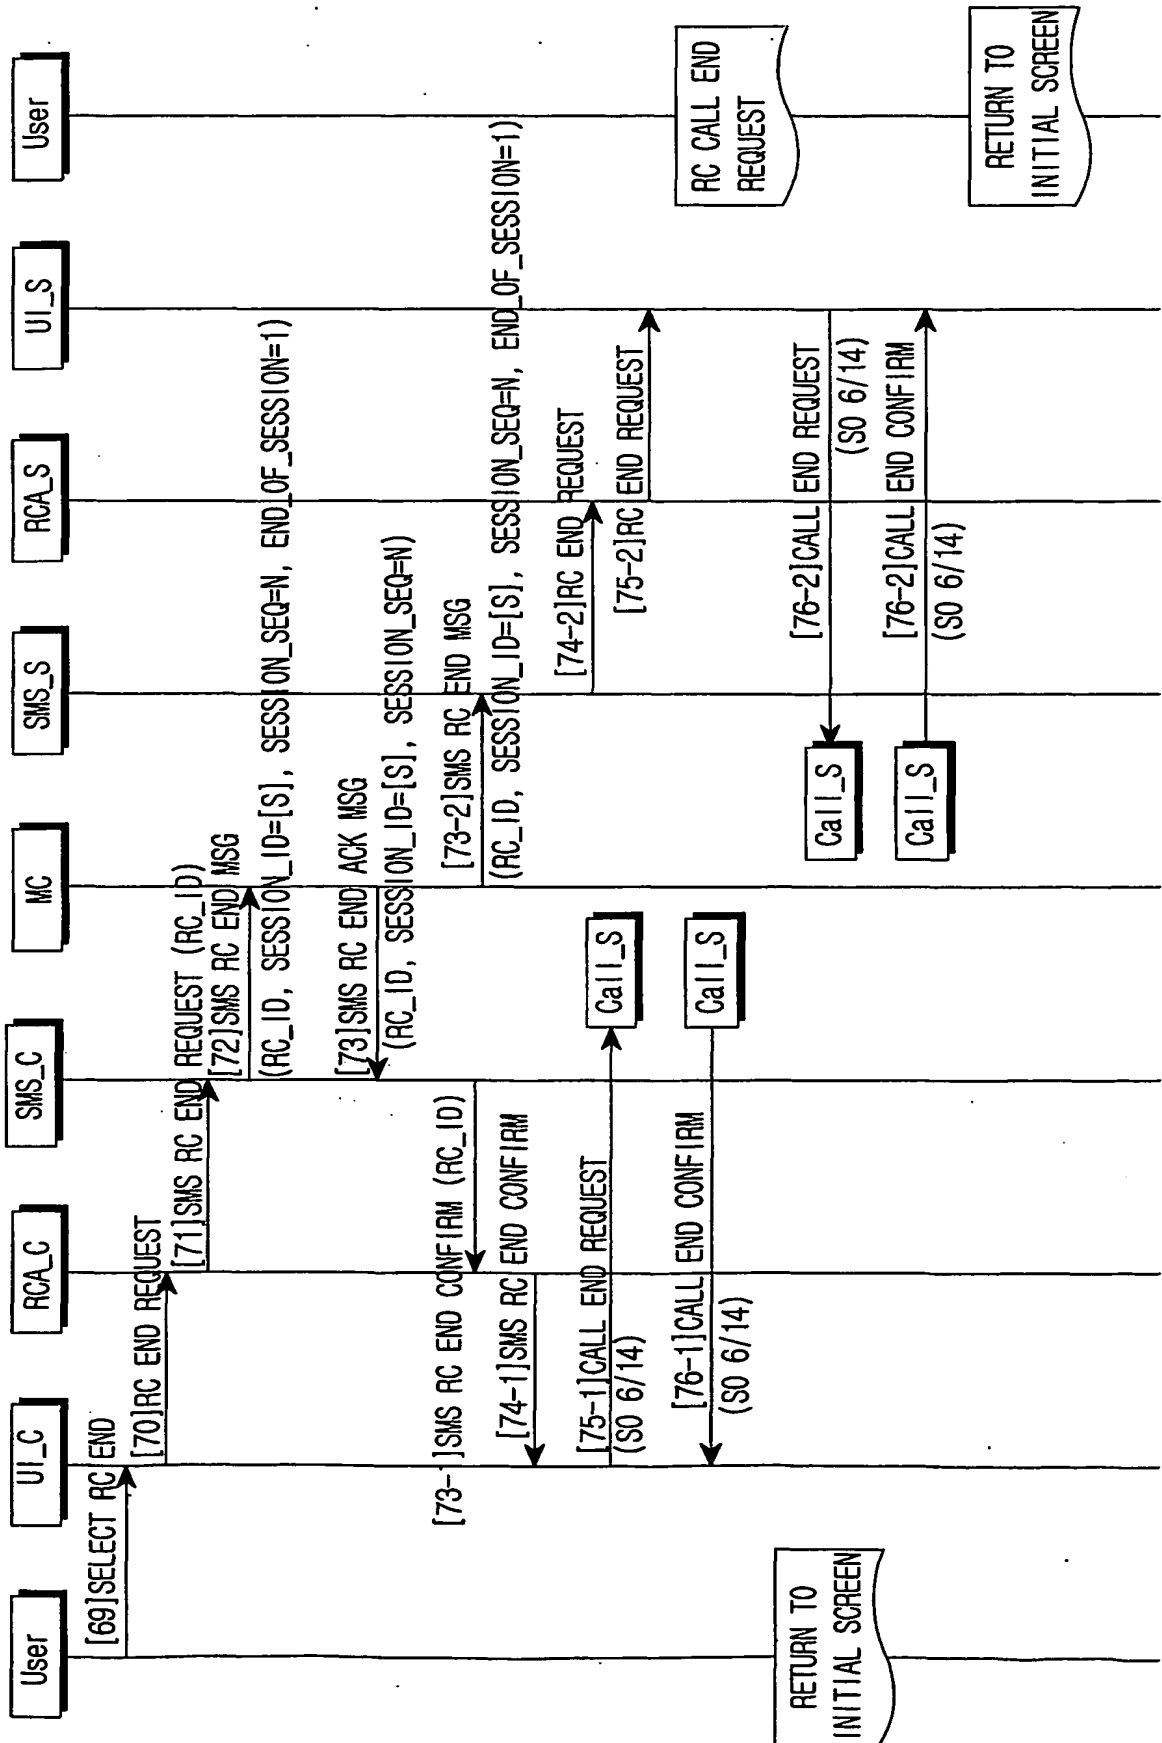 User
UI_C
RCA_C
SMS_C
MC
SMS_S
RCA_S
UI_S
User
[69]SELECT RC END
[70]RC END REQUEST
[71]SMS RC END REQUEST (RC_ID)
[72]SMS RC END MSG
(RC_ID, SESSION_ID=[S], SESSION_SEQ=N, END_OF_SESSION=1)
[73]SMS RC END ACK MSG
(RC_ID, SESSION_ID=[S], SESSION_SEQ=N)
[73- ]SMS RC END CONFIRM (RC_ID)
[73-2]SMS RC END MSG
(RC_ID, SESSION_ID=[S], SESSION_SEQ=N, END_OF_SESSION=1)
[74-1]SMS RC END CONFIRM
[74-2]RC END REQUEST
[75-1]CALL END REQUEST
(SO 6/14)
Call_S
[75-2]RC END REQUEST
RC CALL END
REQUEST
[76-1]CALL END CONFIRM
(SO 6/14)
Call_S
RETURN TO
INITIAL SCREEN
[76-2]CALL END REQUEST
(SO 6/14)
Call_S
[76-2]CALL END CONFIRM
(SO 6/14)
Call_S
RETURN TO
INITIAL SCREEN